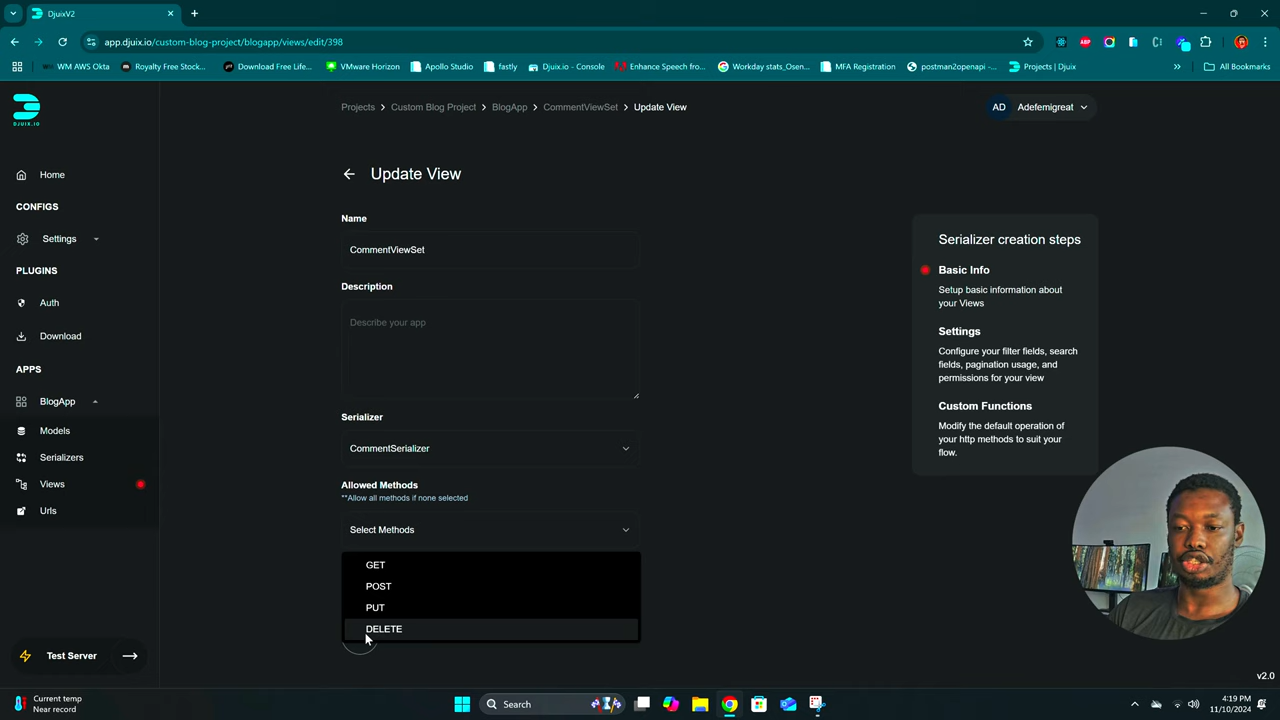 DjuixV2
app.djuix.io/custom-blog-project/blogapp/views/edit/398
WM AWS Okta
Royalty Free Stock...
Download Free Life...
VMware Horizon
Apollo Studio
fastly
Djuix.io - Console
Enhance Speech fro...
Workday stats_Osen...
MFA Registration
postman2openapi -...
Projects | Djuix
All Bookmarks
DJUIX.IO
Projects > Custom Blog Project > BlogApp > CommentViewSet > Update View
AD Adefemigreat
Home
CONFIGS
Settings
PLUGINS
Auth
Download
APPS
BlogApp
Models
Serializers
Views
Urls
Test Server
Update View
Name
CommentViewSet
Description
Describe your app
Serializer
CommentSerializer
Allowed Methods
**Allow all methods if none selected
Select Methods
GET
POST
PUT
DELETE
Serializer creation steps
Basic Info
Setup basic information about
your Views
Settings
Configure your filter fields, search
fields, pagination usage, and
permissions for your view
Custom Functions
Modify the default operation of
your http methods to suit your
flow.
v2.0
Current temp
Near record
Search
4:19 PM
11/10/2024